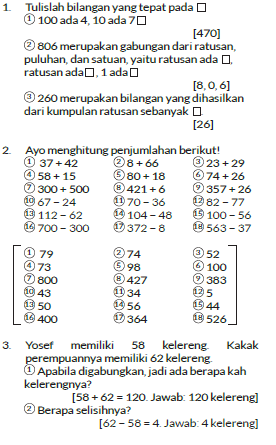 1. Tulislah bilangan yang tepat pada □
① 100 ada 4, 10 ada 7□
[470]
② 806 merupakan gabungan dari ratusan,
puluhan, dan satuan, yaitu ratusan ada □,
ratusan ada□, 1 ada□
[8, 0, 6]
③ 260 merupakan bilangan yang dihasilkan
dari kumpulan ratusan sebanyak □.
[26]
2. Ayo menghitung penjumlahan berikut!
① 37 + 42 ② 8 + 66 ③ 23 + 29
④ 58 + 15 ⑤ 80 + 18 ⑥ 74 + 26
⑦ 300 + 500 ⑧ 421 + 6 ⑨ 357 + 26
⑩ 67 – 24 ⑪ 70 – 36 ⑫ 82 – 77
⑬ 112 – 62 ⑭ 104 – 48 ⑮ 100 – 56
⑯ 700 – 300 ⑰ 372 – 8 ⑱ 563 – 37
① 79 ② 74 ③ 52
④ 73 ⑤ 98 ⑥ 100
⑦ 800 ⑧ 427 ⑨ 383
⑩ 43 ⑪ 34 ⑫ 5
⑬ 50 ⑭ 56 ⑮ 44
⑯ 400 ⑰ 364 ⑱ 526
3. Yosef memiliki 58 kelereng. Kakak
perempuannya memiliki 62 kelereng.
① Apabila digabungkan, jadi ada berapa kah
kelerengnya?
[58 + 62 = 120. Jawab: 120 kelereng]
② Berapa selisihnya?
[62 – 58 = 4. Jawab: 4 kelereng]